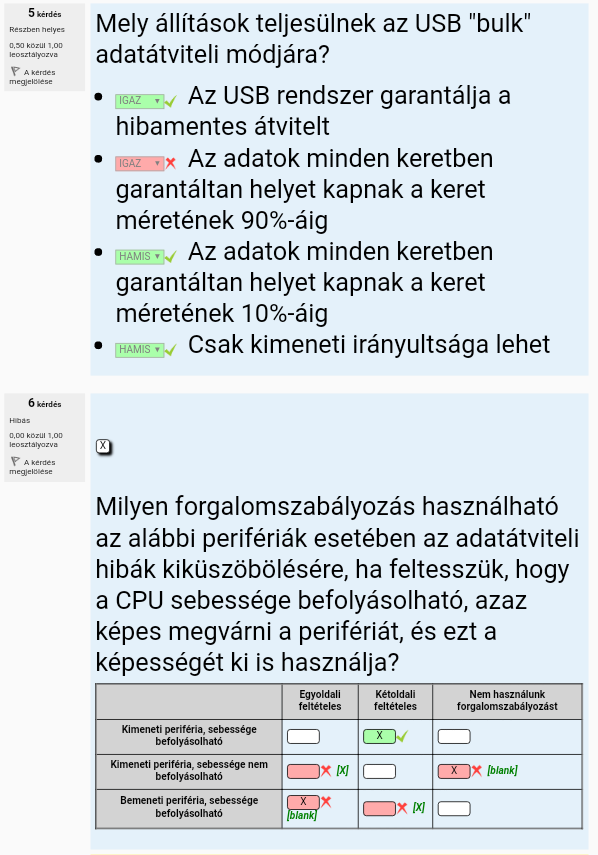 5 kérdés
Részben helyes
0,50 közül 1,00
leosztályozva
A kérdés
megjelölése
Mely állítások teljesülnek az USB "bulk"
adatátviteli módjára?
IGAZ Az USB rendszer garantálja a
hibamentes átvitelt
IGAZ Az adatok minden keretben
garantáltan helyet kapnak a keret
méretének 90%-áig
HAMIS Az adatok minden keretben
garantáltan helyet kapnak a keret
méretének 10%-áig
HAMIS Csak kimeneti irányultsága lehet
6 kérdés
Hibás
0,00 közül 1,00
leosztályozva
A kérdés
megjelölése
X
Milyen forgalomszabályozás használható
az alábbi perifériák esetében az adatátviteli
hibák kiküszöbölésére, ha feltesszük, hogy
a CPU sebessége befolyásolható, azaz
képes megvárni a perifériát, és ezt a
képességét ki is használja?
Egyoldali
feltételes
Kétoldali
feltételes
Nem használunk
forgalomszabályozást
Kimeneti periféria, sebessége
befolyásolható
X
Kimeneti periféria, sebessége nem
befolyásolható
[X]
X [blank]
Bemeneti periféria, sebessége
befolyásolható
X
[blank]
[X]